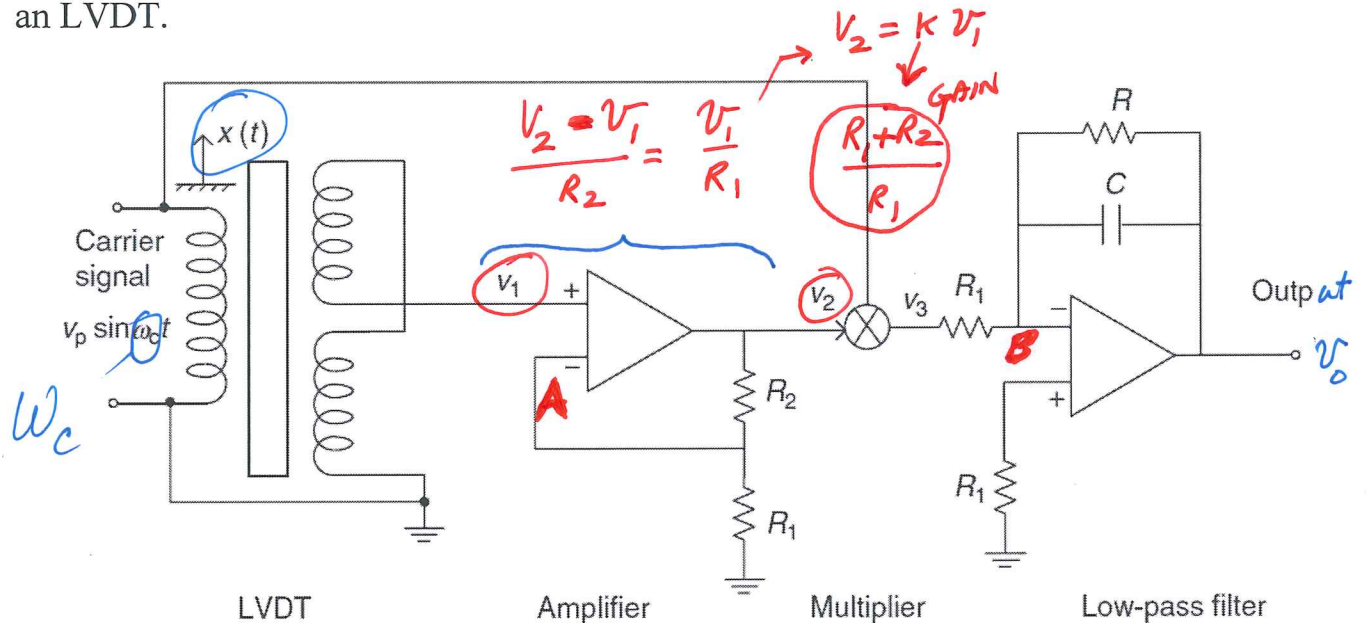 an LVDT.
V₂ = K v₁
GAIN
V₂ - v₁ / R₂ = v₁ / R₁
R₁ + R₂ / R₁
x(t)
R
C
Carrier
signal
vₚ sinω꜀t
W꜀
v₁
+
−
A
v₂
v₃
R₁
B
−
+
Output
v₀
R₂
R₁
R₁
LVDT
Amplifier
Multiplier
Low-pass filter